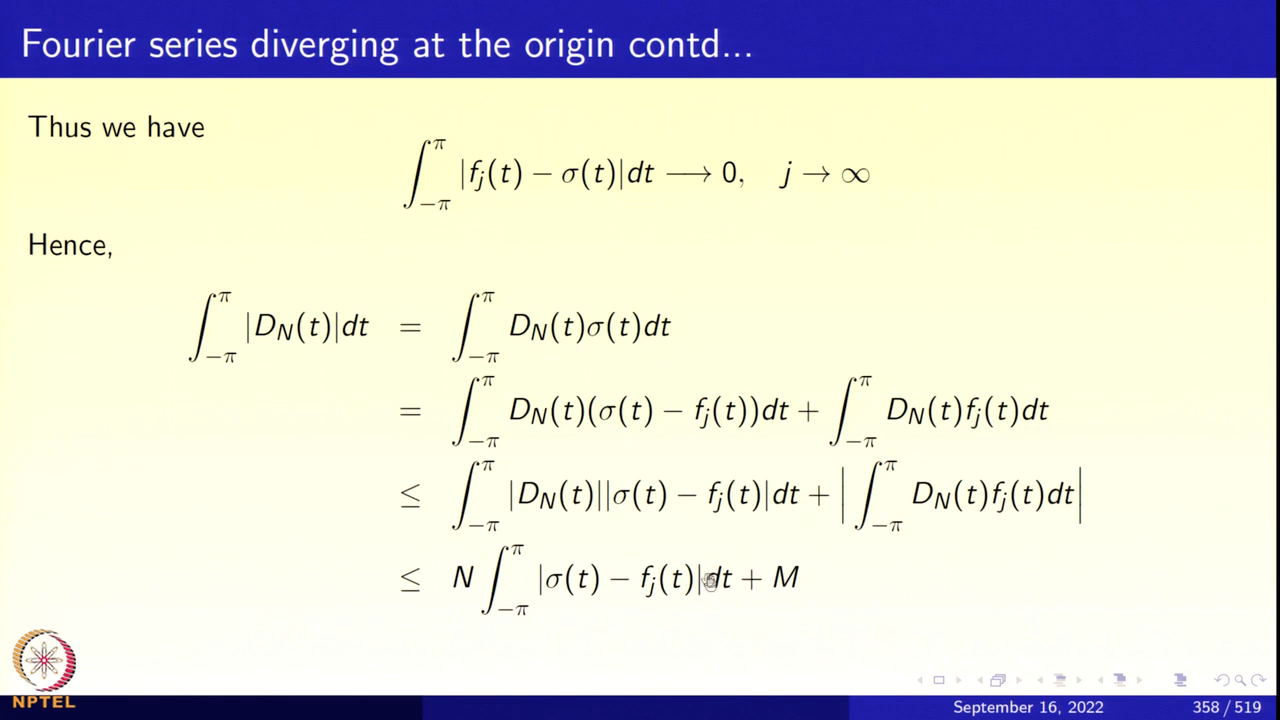 Fourier series diverging at the origin contd...
Thus we have
∫_{−π}^{π} |f_j(t) − σ(t)|dt ⟶ 0, j → ∞
Hence,
∫_{−π}^{π} |D_N(t)|dt = ∫_{−π}^{π} D_N(t)σ(t)dt
= ∫_{−π}^{π} D_N(t)(σ(t) − f_j(t))dt + ∫_{−π}^{π} D_N(t)f_j(t)dt
≤ ∫_{−π}^{π} |D_N(t)||σ(t) − f_j(t)|dt + |∫_{−π}^{π} D_N(t)f_j(t)dt|
≤ N ∫_{−π}^{π} |σ(t) − f_j(t)|dt + M
NPTEL
September 16, 2022 358 / 519